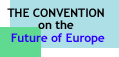 THE CONVENTION
on the
Future of Europe